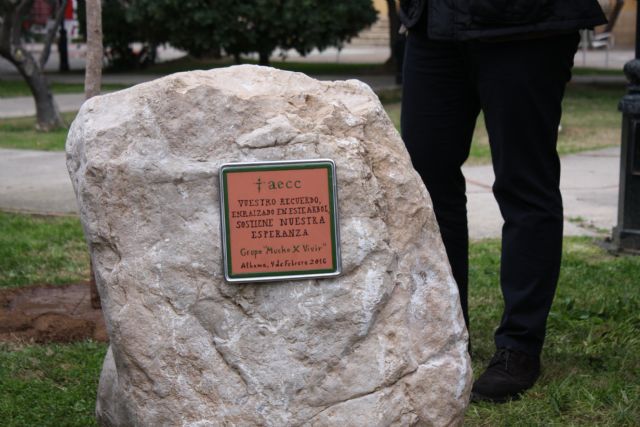 aecc
VUESTRO RECUERDO,
ENRAIZADO EN ESTE ARBOL,
SOSTIENE NUESTRA
ESPERANZA
Grupo "Mucho X Vivir"
Alhama, 4 de Febrero 2016